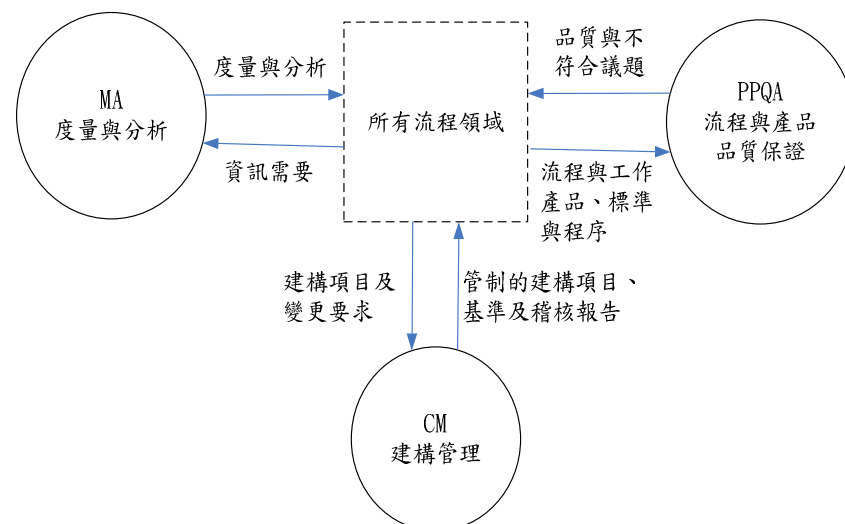 MA
度量與分析
度量與分析
資訊需要
所有流程領域
品質與不
符合議題
PPQA
流程與產品
品質保證
流程與工作
產品、標準
與程序
建構項目及
變更要求
管制的建構項目、
基準及稽核報告
CM
建構管理